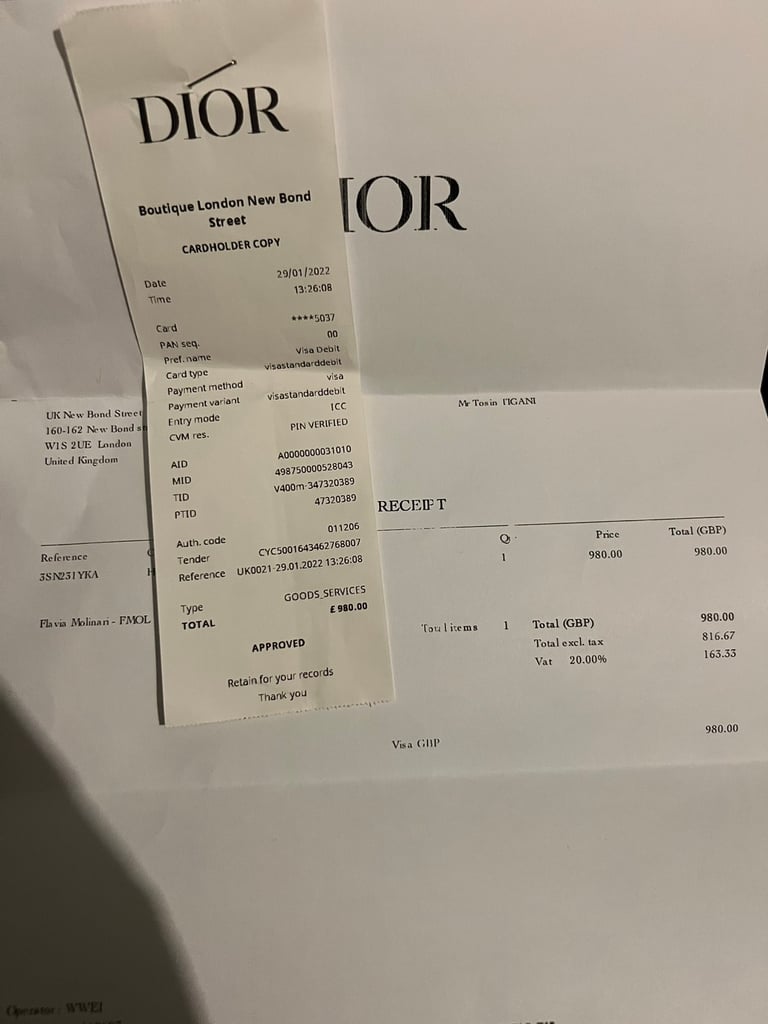 DIOR
Boutique London New Bond
Street
CARDHOLDER COPY
Date 29/01/2022
Time 13:26:08
Card ****5037
PAN seq. 00
Pref. name Visa Debit
Card type visastandarddebit
Payment method visa
Payment variant visastandarddebit
Entry mode ICC
CVM res. PIN VERIFIED
AID A0000000031010
MID 498750000528043
TID V400m-347320389
PTID 47320389
Auth. code 011206
Tender CYC5001643462768007
Reference UK0021-29.01.2022 13:26:08
Type GOODS_SERVICES
TOTAL £980.00
APPROVED
Retain for your records
Thank you
IOR
UK New Bond Street
160-162 New Bond s
W1S 2UE London
United Kingdom
Mr Tosin
RECEIPT
Reference Price Total (GBP)
3SN231YKA 1 980.00 980.00
Flavia Molinari - FMOL
Total items 1 Total (GBP) 980.00
Total excl. tax 816.67
Vat 20.00% 163.33
Visa GBP 980.00
Operator: WWEI